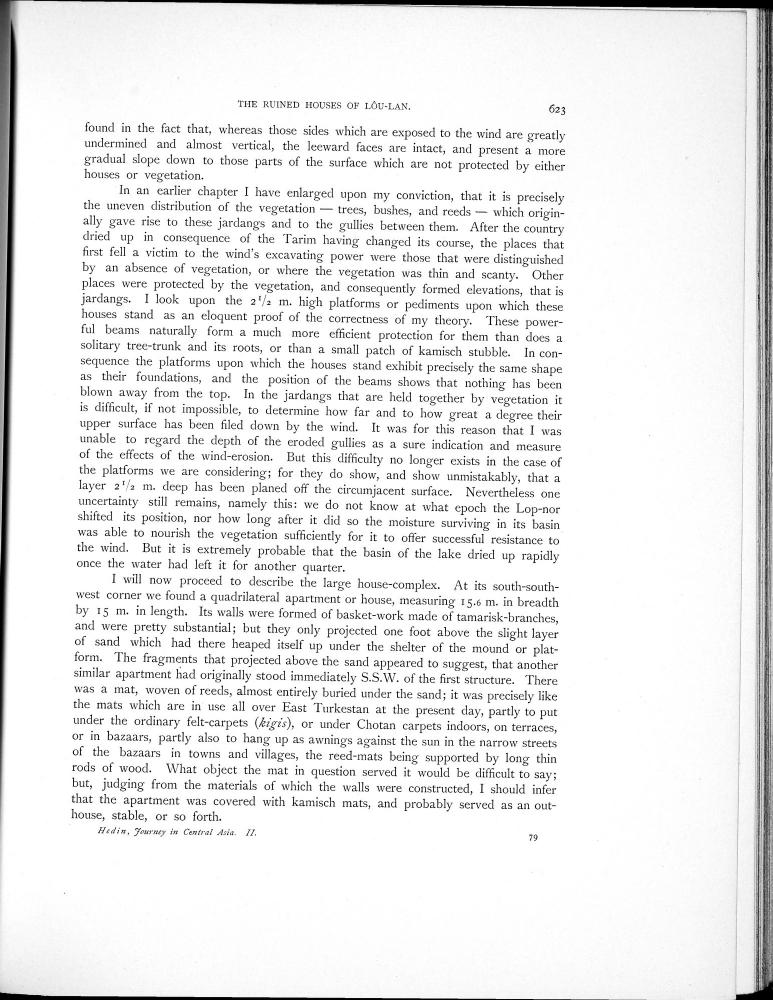 THE RUINED HOUSES OF LÔU-LAN.
623
found in the fact that, whereas those sides which are exposed to the wind are greatly
undermined and almost vertical, the leeward faces are intact, and present a more
gradual slope down to those parts of the surface which are not protected by either
houses or vegetation.
In an earlier chapter I have enlarged upon my conviction, that it is precisely
the uneven distribution of the vegetation — trees, bushes, and reeds — which origin-
ally gave rise to these jardangs and to the gullies between them. After the country
dried up in consequence of the Tarim having changed its course, the places that
first fell a victim to the wind's excavating power were those that were distinguished
by an absence of vegetation, or where the vegetation was thin and scanty. Other
places were protected by the vegetation, and consequently formed elevations, that is
jardangs. I look upon the 2 1/2 m. high platforms or pediments upon which these
houses stand as an eloquent proof of the correctness of my theory. These power-
ful beams naturally form a much more efficient protection for them than does a
solitary tree-trunk and its roots, or than a small patch of kamisch stubble. In con-
sequence the platforms upon which the houses stand exhibit precisely the same shape
as their foundations, and the position of the beams shows that nothing has been
blown away from the top. In the jardangs that are held together by vegetation it
is difficult, if not impossible, to determine how far and to how great a degree their
upper surface has been filed down by the wind. It was for this reason that I was
unable to regard the depth of the eroded gullies as a sure indication and measure
of the effects of the wind-erosion. But this difficulty no longer exists in the case of
the platforms we are considering; for they do show, and show unmistakably, that a
layer 2 1/2 m. deep has been planed off the circumjacent surface. Nevertheless one
uncertainty still remains, namely this: we do not know at what epoch the Lop-nor
shifted its position, nor how long after it did so the moisture surviving in its basin
was able to nourish the vegetation sufficiently for it to offer successful resistance to
the wind. But it is extremely probable that the basin of the lake dried up rapidly
once the water had left it for another quarter.
I will now proceed to describe the large house-complex. At its south-south-
west corner we found a quadrilateral apartment or house, measuring 15.6 m. in breadth
by 15 m. in length. Its walls were formed of basket-work made of tamarisk-branches,
and were pretty substantial; but they only projected one foot above the slight layer
of sand which had there heaped itself up under the shelter of the mound or plat-
form. The fragments that projected above the sand appeared to suggest, that another
similar apartment had originally stood immediately S.S.W. of the first structure. There
was a mat, woven of reeds, almost entirely buried under the sand; it was precisely like
the mats which are in use all over East Turkestan at the present day, partly to put
under the ordinary felt-carpets (kigis), or under Chotan carpets indoors, on terraces,
or in bazaars, partly also to hang up as awnings against the sun in the narrow streets
of the bazaars in towns and villages, the reed-mats being supported by long thin
rods of wood. What object the mat in question served it would be difficult to say;
but, judging from the materials of which the walls were constructed, I should infer
that the apartment was covered with kamisch mats, and probably served as an out-
house, stable, or so forth.
Hedin, Journey in Central Asia. II.
79